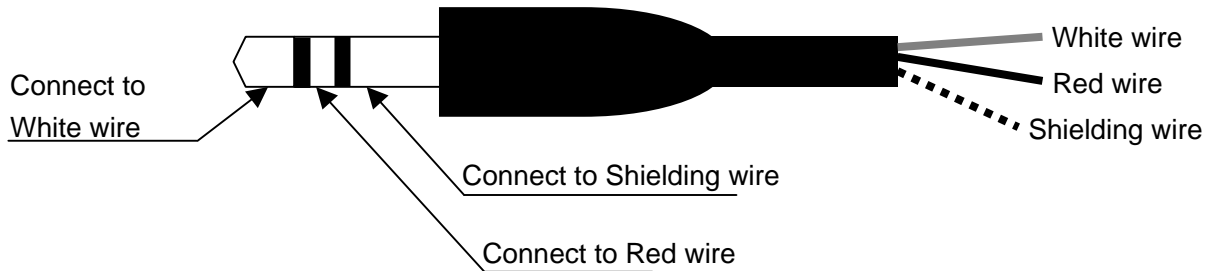 White wire
Connect to
White wire
Red wire
Shielding wire
Connect to Shielding wire
Connect to Red wire